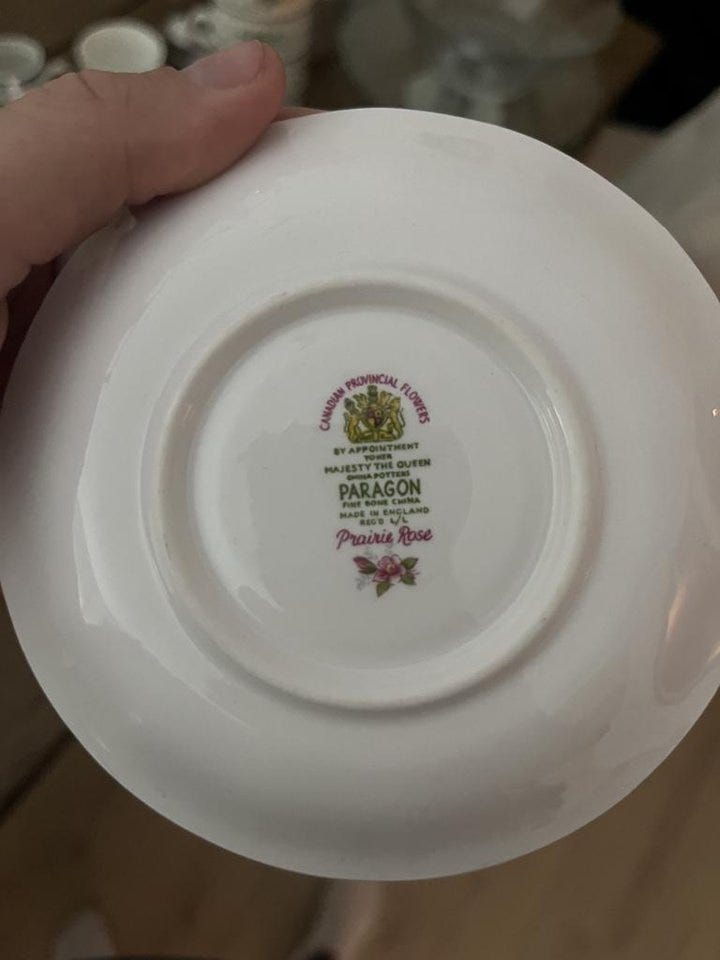 CANADIAN PROVINCIAL FLOWERS
BY APPOINTMENT
TO HER
MAJESTY THE QUEEN
CHINA POTTERS
PARAGON
FINE BONE CHINA
MADE IN ENGLAND
REG'D
Prairie Rose